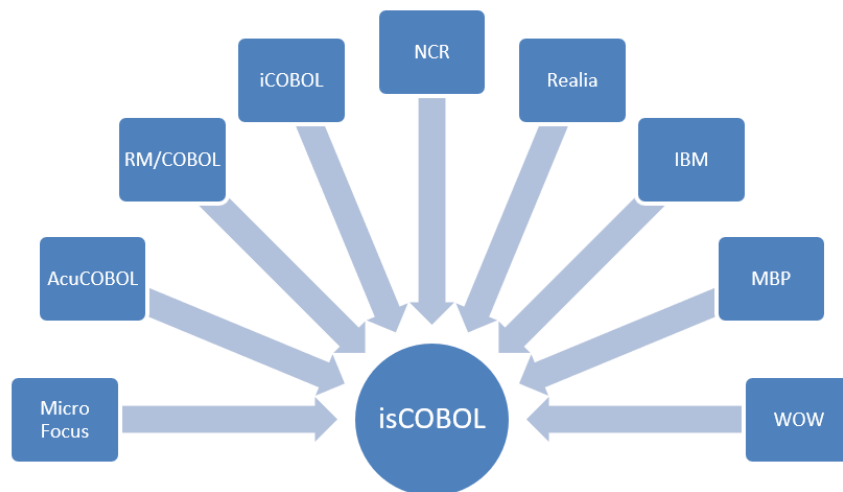 NCR
iCOBOL
Realia
RM/COBOL
IBM
AcuCOBOL
MBP
Micro
Focus
isCOBOL
WOW